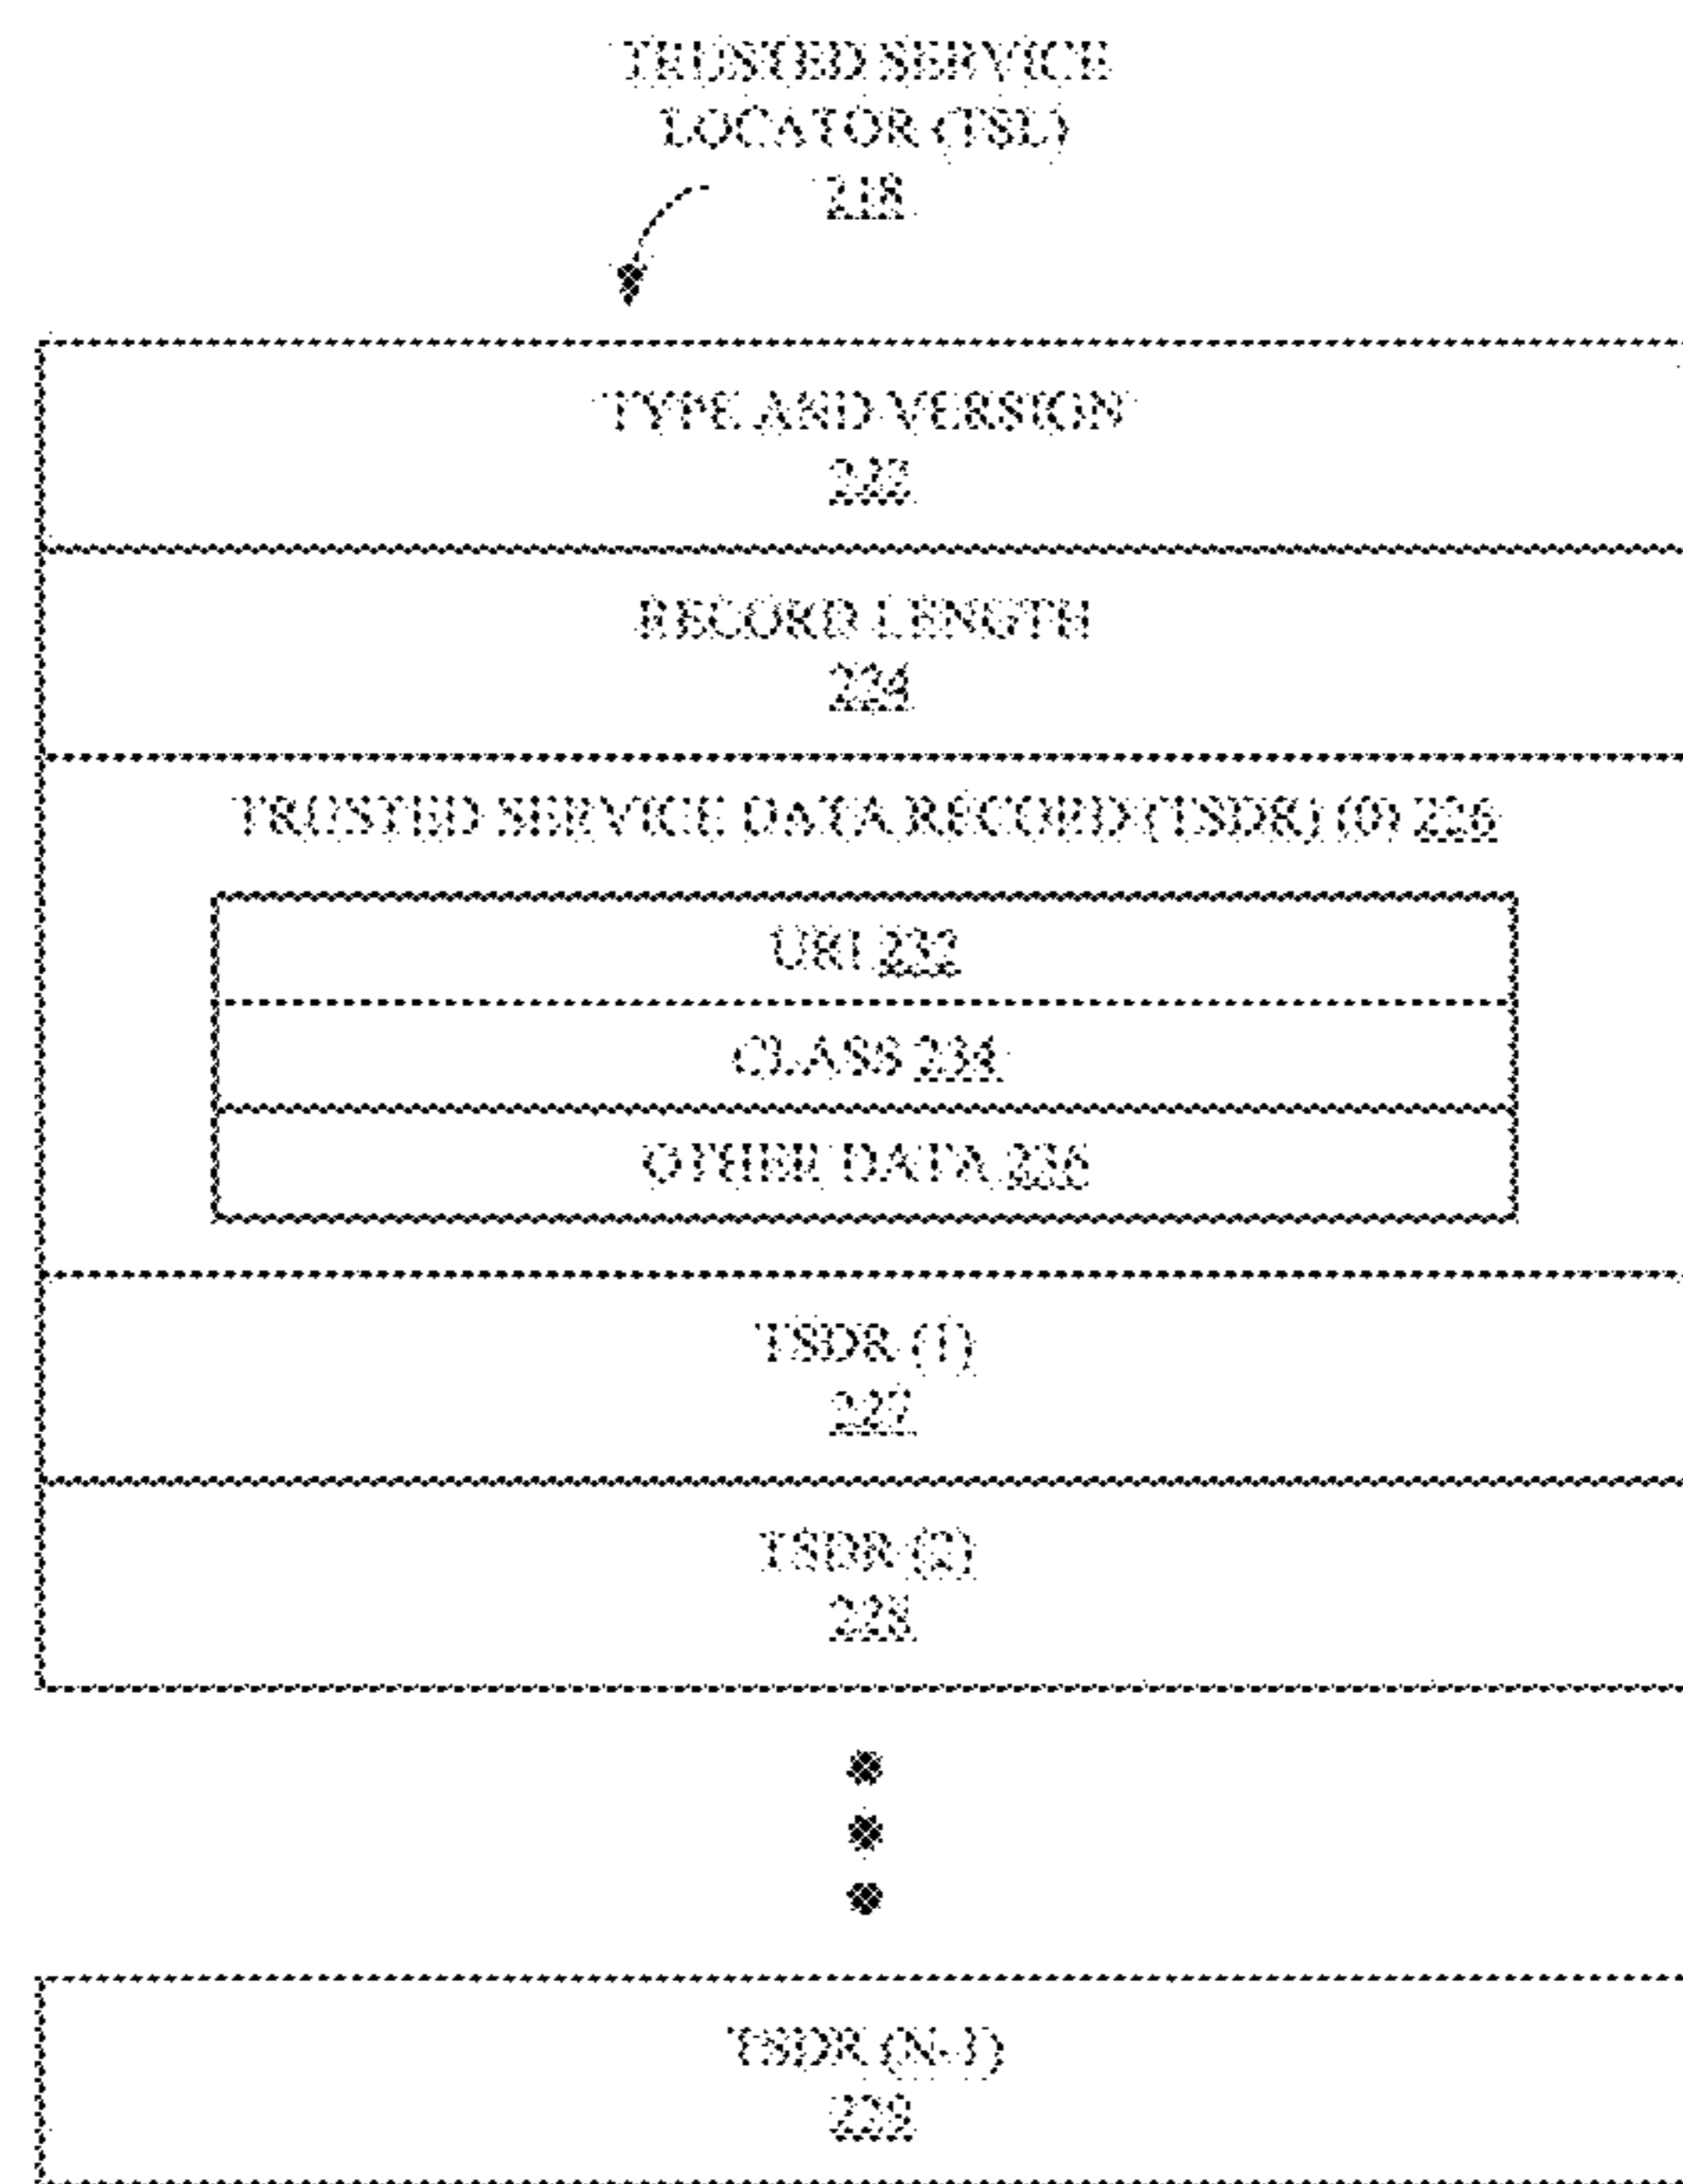 TRUSTED SERVICE
LOCATOR (TSL)
218
TYPE AND VERSION
222
RECORD LENGTH
224
TRUSTED SERVICE DATA RECORD (TSDR) (0) 226
URI 232
CLASS 234
OTHER DATA 236
TSDR (1)
227
TSDR (2)
228
TSDR (N-1)
229